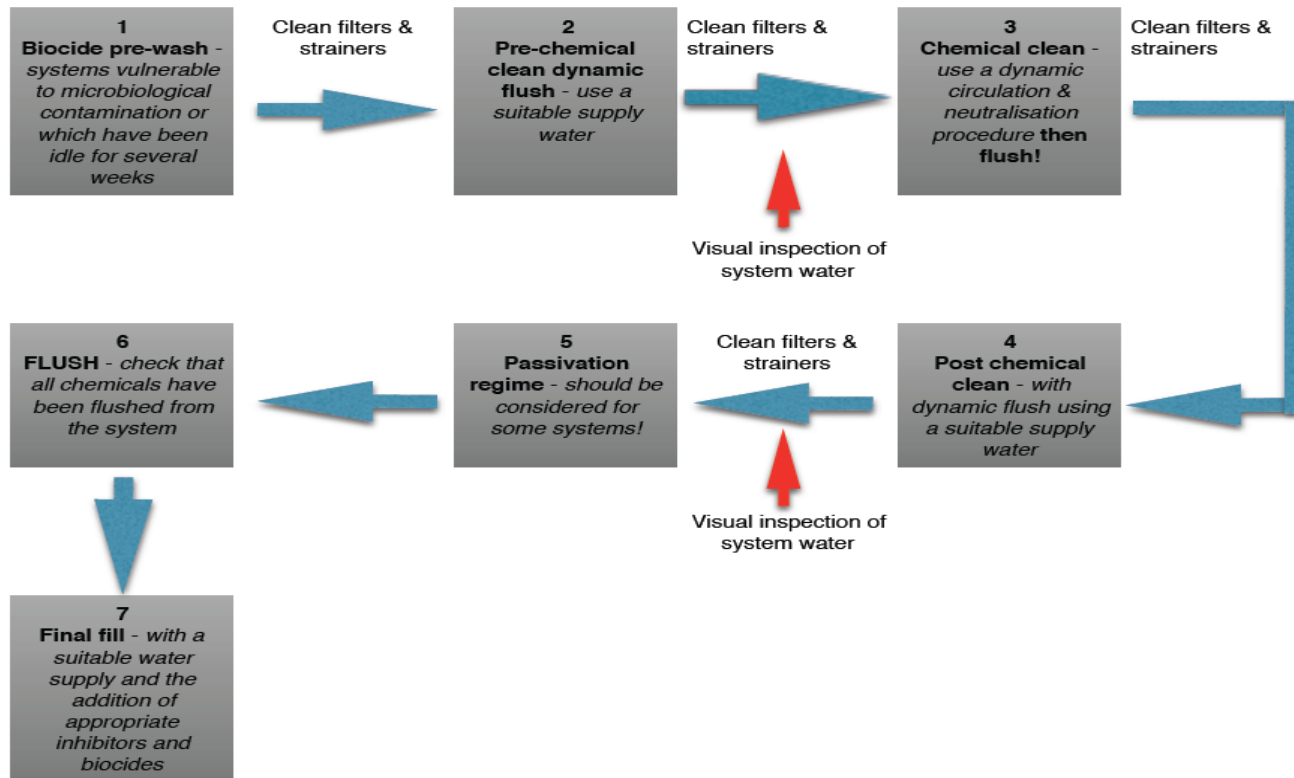 1
Biocide pre-wash -
systems vulnerable
to microbiological
contamination or
which have been
idle for several
weeks
Clean filters &
strainers
2
Pre-chemical
clean dynamic
flush - use a
suitable supply
water
Clean filters &
strainers
Visual inspection of
system water
3
Chemical clean -
use a dynamic
circulation &
neutralisation
procedure then
flush!
Clean filters &
strainers
4
Post chemical
clean - with
dynamic flush using
a suitable supply
water
Clean filters &
strainers
Visual inspection of
system water
5
Passivation
regime - should be
considered for
some systems!
6
FLUSH - check that
all chemicals have
been flushed from
the system
7
Final fill - with a
suitable water
supply and the
addition of
appropriate
inhibitors and
biocides